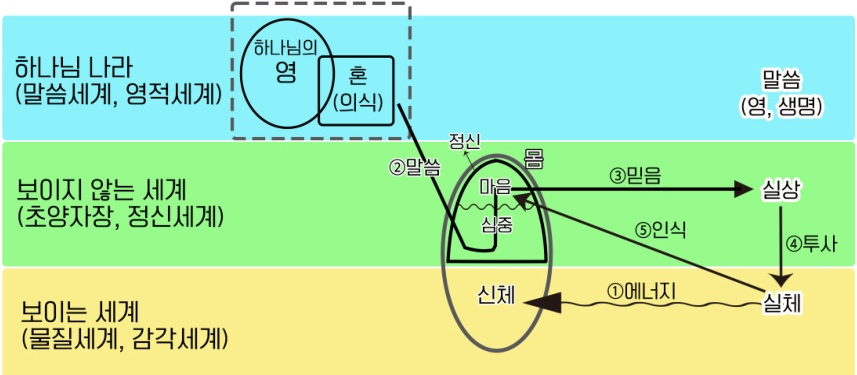 하나님 나라
(말씀세계, 영적세계)
하나님의
영
혼
(의식)
말씀
(영, 생명)
보이지 않는 세계
(초양자장, 정신세계)
②말씀
정신
몸
마음
심중
③믿음
실상
④투사
⑤인식
보이는 세계
(물질세계, 감각세계)
신체
①에너지
실체